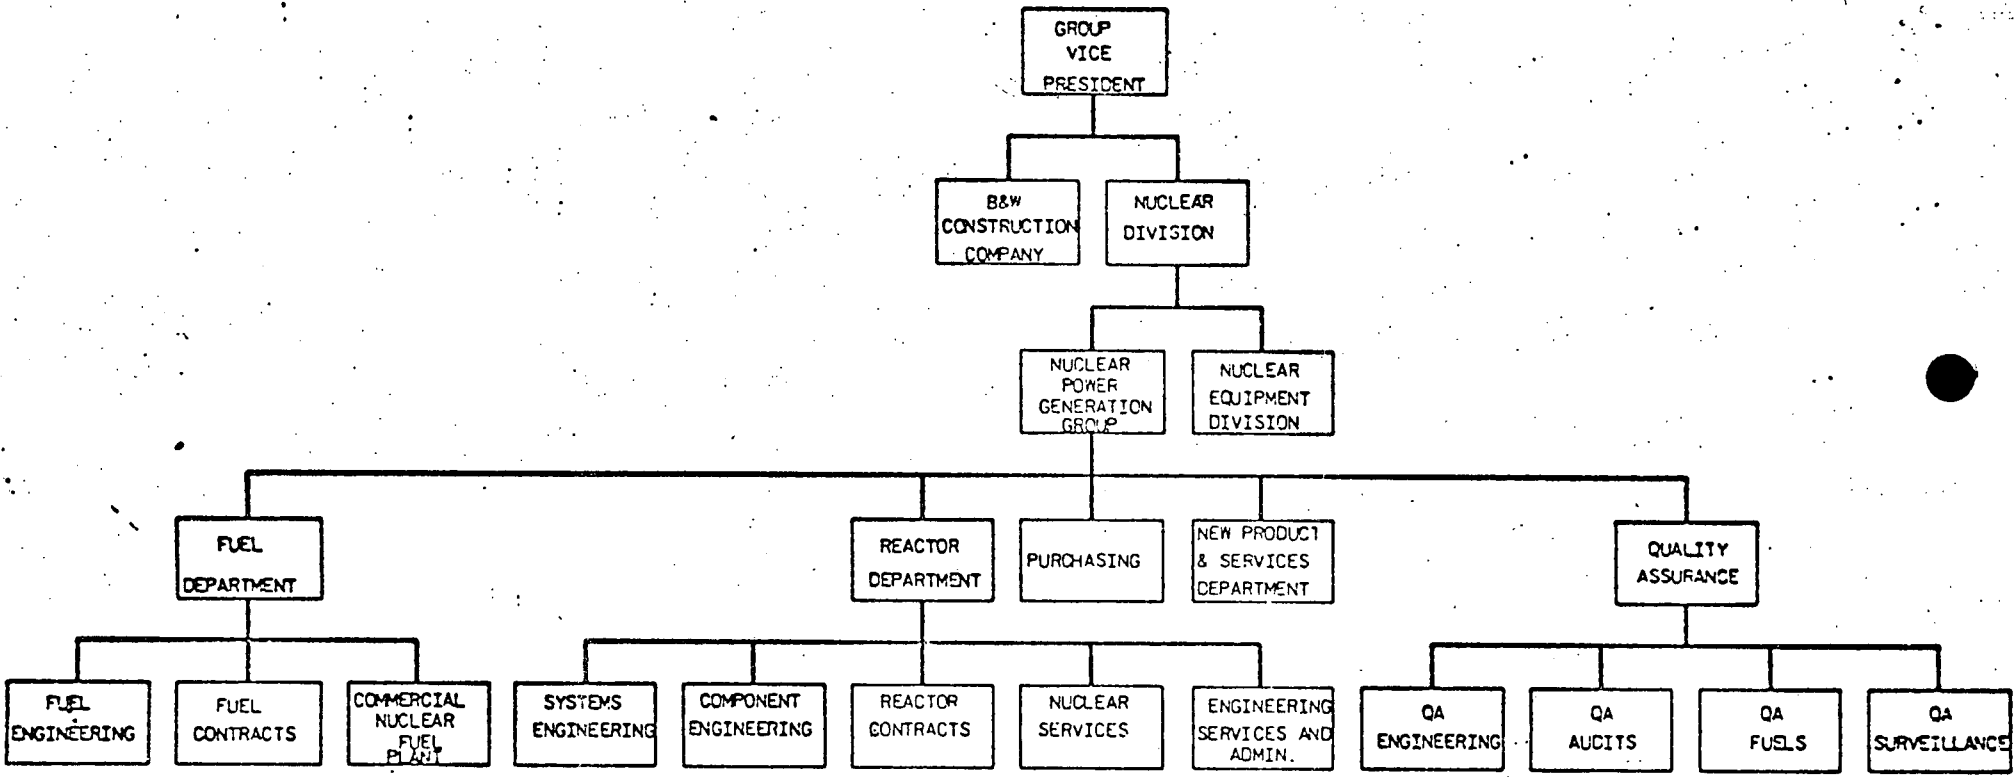 GROUP
VICE
PRESIDENT
B&W
CONSTRUCTION
COMPANY
NUCLEAR
DIVISION
NUCLEAR
POWER
GENERATION
GROUP
NUCLEAR
EQUIPMENT
DIVISION
FUEL
DEPARTMENT
REACTOR
DEPARTMENT
PURCHASING
NEW PRODUCT
& SERVICES
DEPARTMENT
QUALITY
ASSURANCE
FUEL
ENGINEERING
FUEL
CONTRACTS
COMMERCIAL
NUCLEAR
FUEL
PLANT
SYSTEMS
ENGINEERING
COMPONENT
ENGINEERING
REACTOR
CONTRACTS
NUCLEAR
SERVICES
ENGINEERING
SERVICES AND
ADMIN.
QA
ENGINEERING
QA
AUDITS
QA
FUELS
QA
SURVEILLANCE